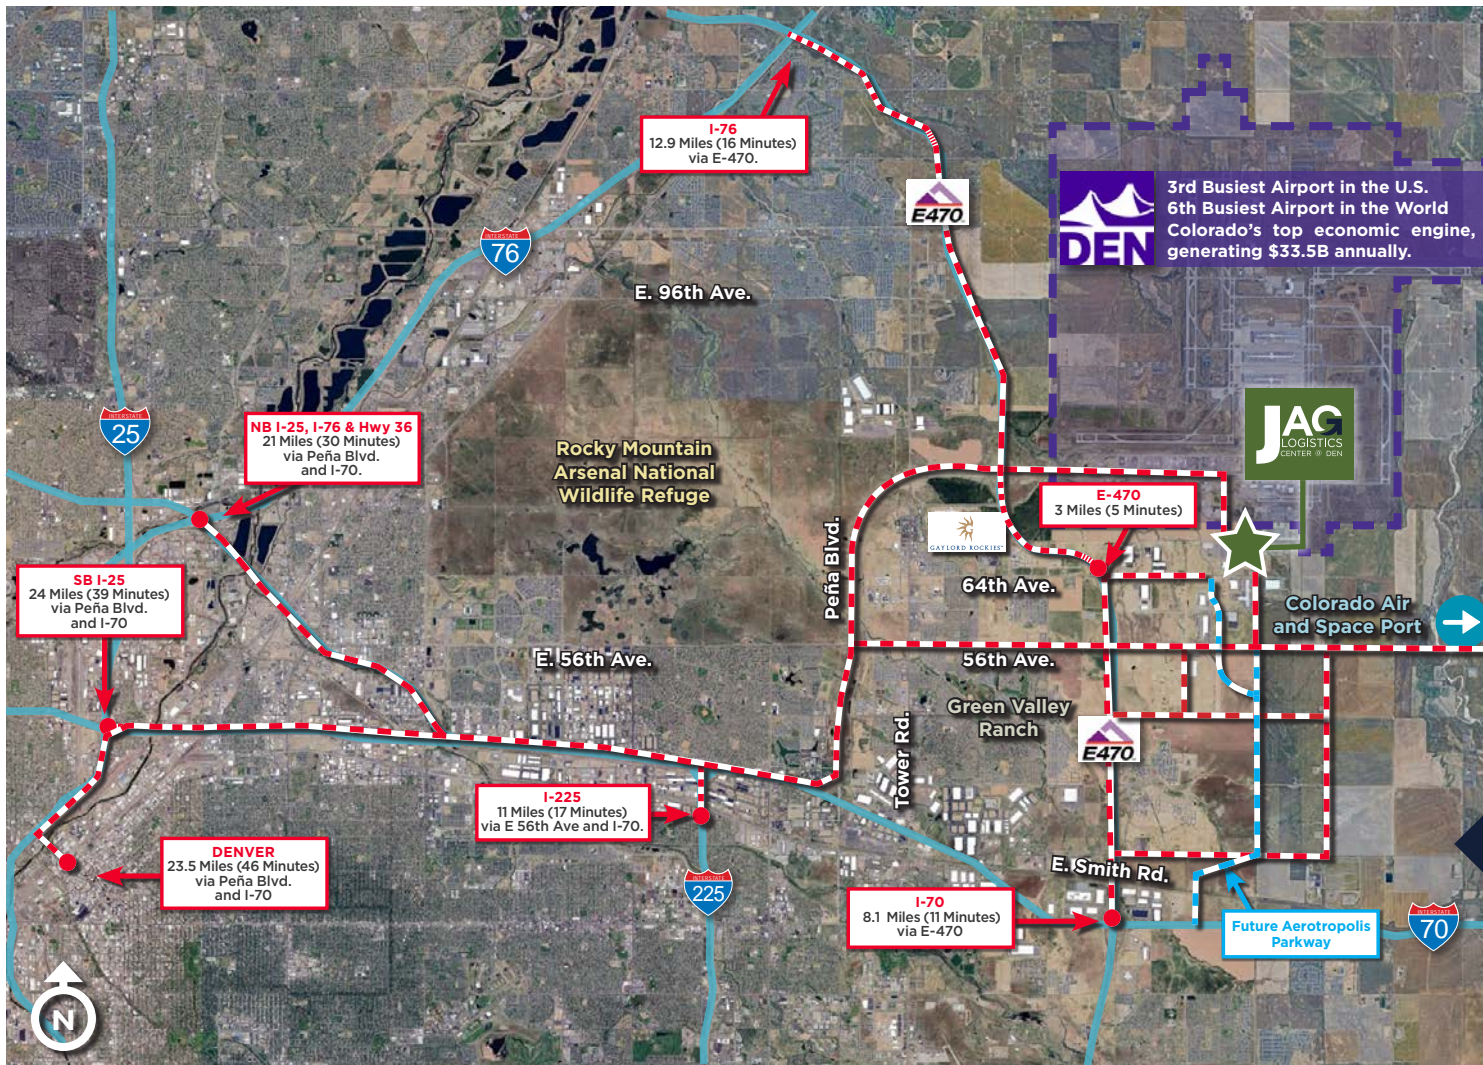 I-76
12.9 Miles (16 Minutes)
via E-470.
E470
DEN
3rd Busiest Airport in the U.S.
6th Busiest Airport in the World
Colorado's top economic engine,
generating $33.5B annually.
INTERSTATE
76
E. 96th Ave.
INTERSTATE
25
NB I-25, I-76 & Hwy 36
21 Miles (30 Minutes)
via Peña Blvd.
and I-70.
Rocky Mountain
Arsenal National
Wildlife Refuge
JAG
LOGISTICS
CENTER @ DEN
E-470
3 Miles (5 Minutes)
GAYLORD ROCKIES
Peña Blvd.
64th Ave.
SB I-25
24 Miles (39 Minutes)
via Peña Blvd.
and I-70
Colorado Air
and Space Port
E. 56th Ave.
56th Ave.
Green Valley
Ranch
Tower Rd.
E470
I-225
11 Miles (17 Minutes)
via E 56th Ave and I-70.
DENVER
23.5 Miles (46 Minutes)
via Peña Blvd.
and I-70
E. Smith Rd.
INTERSTATE
225
I-70
8.1 Miles (11 Minutes)
via E-470
Future Aerotropolis
Parkway
INTERSTATE
70
N